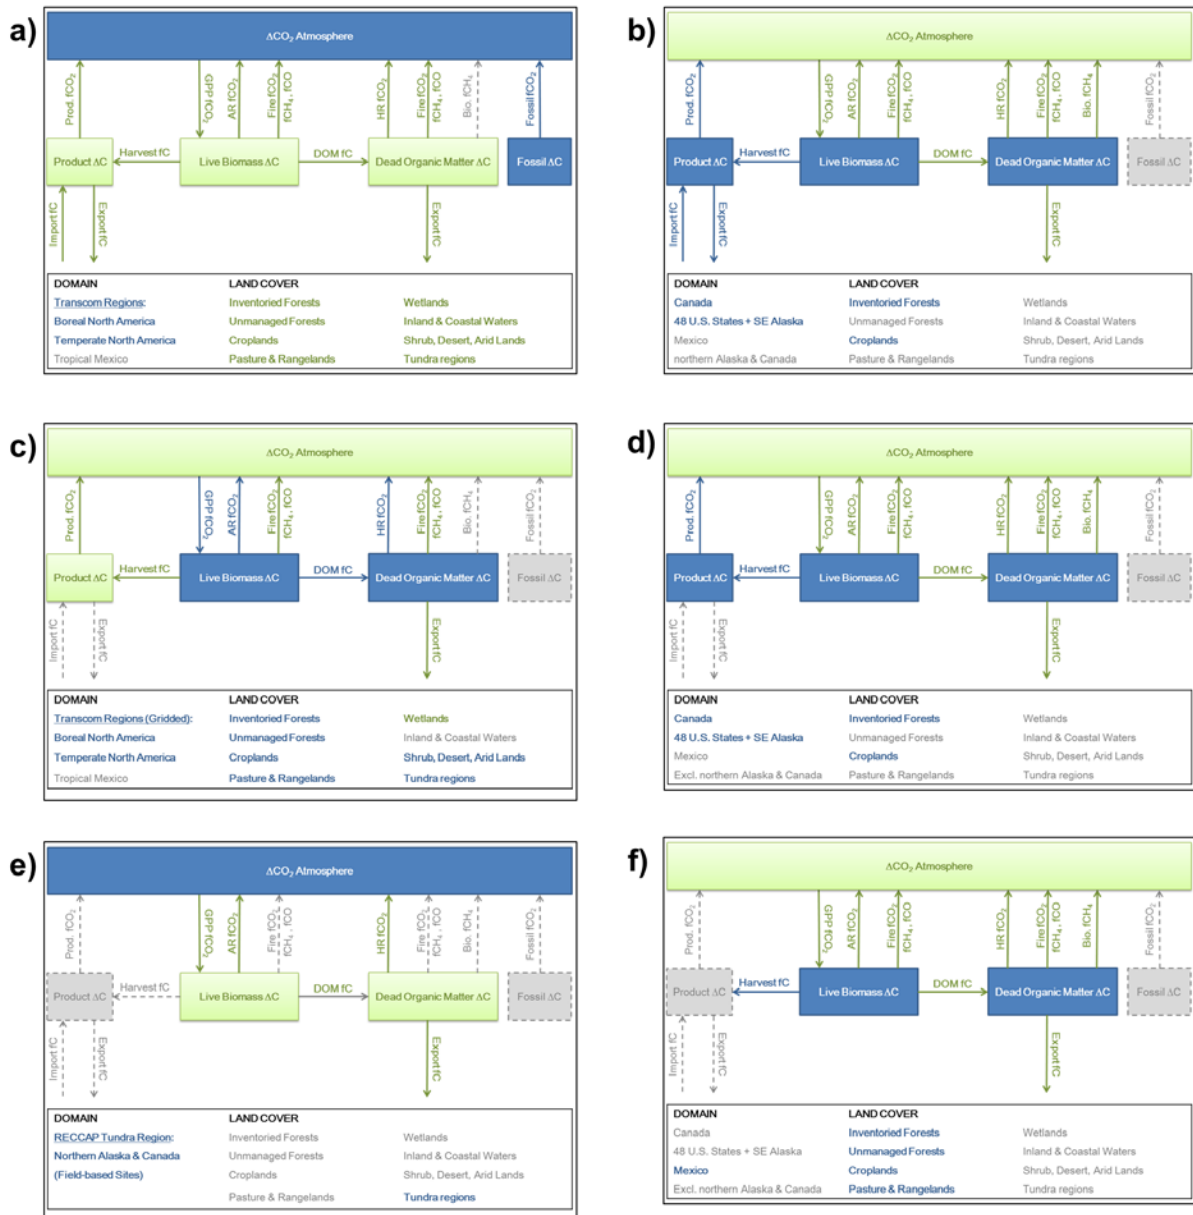 a)
ΔCO₂ Atmosphere
Prod. fCO₂
GPP fCO₂
AR fCO₂
Fire fCO₂
fCH₄, fCO
HR fCO₂
Fire fCO₂
fCH₄, fCO
Bio. fCH₄
Fossil fCO₂
Product ΔC
Harvest fC
Live Biomass ΔC
DOM fC
Dead Organic Matter ΔC
Fossil ΔC
Import fC
Export fC
Export fC
DOMAIN
Transcom Regions:
Boreal North America
Temperate North America
Tropical Mexico
LAND COVER
Inventoried Forests
Unmanaged Forests
Croplands
Pasture & Rangelands
Wetlands
Inland & Coastal Waters
Shrub, Desert, Arid Lands
Tundra regions
b)
ΔCO₂ Atmosphere
Prod. fCO₂
GPP fCO₂
AR fCO₂
Fire fCO₂
fCH₄, fCO
HR fCO₂
Fire fCO₂
fCH₄, fCO
Bio. fCH₄
Fossil fCO₂
Product ΔC
Harvest fC
Live Biomass ΔC
DOM fC
Dead Organic Matter ΔC
Fossil ΔC
Import fC
Export fC
Export fC
DOMAIN
Canada
48 U.S. States + SE Alaska
Mexico
northern Alaska & Canada
LAND COVER
Inventoried Forests
Unmanaged Forests
Croplands
Pasture & Rangelands
Wetlands
Inland & Coastal Waters
Shrub, Desert, Arid Lands
Tundra regions
c)
ΔCO₂ Atmosphere
Prod. fCO₂
GPP fCO₂
AR fCO₂
Fire fCO₂
fCH₄, fCO
HR fCO₂
Fire fCO₂
fCH₄, fCO
Bio. fCH₄
Fossil fCO₂
Product ΔC
Harvest fC
Live Biomass ΔC
DOM fC
Dead Organic Matter ΔC
Fossil ΔC
Import fC
Export fC
Export fC
DOMAIN
Transcom Regions (Gridded):
Boreal North America
Temperate North America
Tropical Mexico
LAND COVER
Inventoried Forests
Unmanaged Forests
Croplands
Pasture & Rangelands
Wetlands
Inland & Coastal Waters
Shrub, Desert, Arid Lands
Tundra regions
d)
ΔCO₂ Atmosphere
Prod. fCO₂
GPP fCO₂
AR fCO₂
Fire fCO₂
fCH₄, fCO
HR fCO₂
Fire fCO₂
fCH₄, fCO
Bio. fCH₄
Fossil fCO₂
Product ΔC
Harvest fC
Live Biomass ΔC
DOM fC
Dead Organic Matter ΔC
Fossil ΔC
Import fC
Export fC
Export fC
DOMAIN
Canada
48 U.S. States + SE Alaska
Mexico
Excl. northern Alaska & Canada
LAND COVER
Inventoried Forests
Unmanaged Forests
Croplands
Pasture & Rangelands
Wetlands
Inland & Coastal Waters
Shrub, Desert, Arid Lands
Tundra regions
e)
ΔCO₂ Atmosphere
Prod. fCO₂
GPP fCO₂
AR fCO₂
Fire fCO₂
fCH₄, fCO
HR fCO₂
Fire fCO₂
fCH₄, fCO
Bio. fCH₄
Fossil fCO₂
Product ΔC
Harvest fC
Live Biomass ΔC
DOM fC
Dead Organic Matter ΔC
Fossil ΔC
Import fC
Export fC
Export fC
DOMAIN
RECCAP Tundra Region:
Northern Alaska & Canada
(Field-based Sites)
LAND COVER
Inventoried Forests
Unmanaged Forests
Croplands
Pasture & Rangelands
Wetlands
Inland & Coastal Waters
Shrub, Desert, Arid Lands
Tundra regions
f)
ΔCO₂ Atmosphere
Prod. fCO₂
GPP fCO₂
AR fCO₂
Fire fCO₂
fCH₄, fCO
HR fCO₂
Fire fCO₂
fCH₄, fCO
Bio. fCH₄
Fossil fCO₂
Product ΔC
Harvest fC
Live Biomass ΔC
DOM fC
Dead Organic Matter ΔC
Fossil ΔC
Import fC
Export fC
Export fC
DOMAIN
Canada
48 U.S. States + SE Alaska
Mexico
Excl. northern Alaska & Canada
LAND COVER
Inventoried Forests
Unmanaged Forests
Croplands
Pasture & Rangelands
Wetlands
Inland & Coastal Waters
Shrub, Desert, Arid Lands
Tundra regions